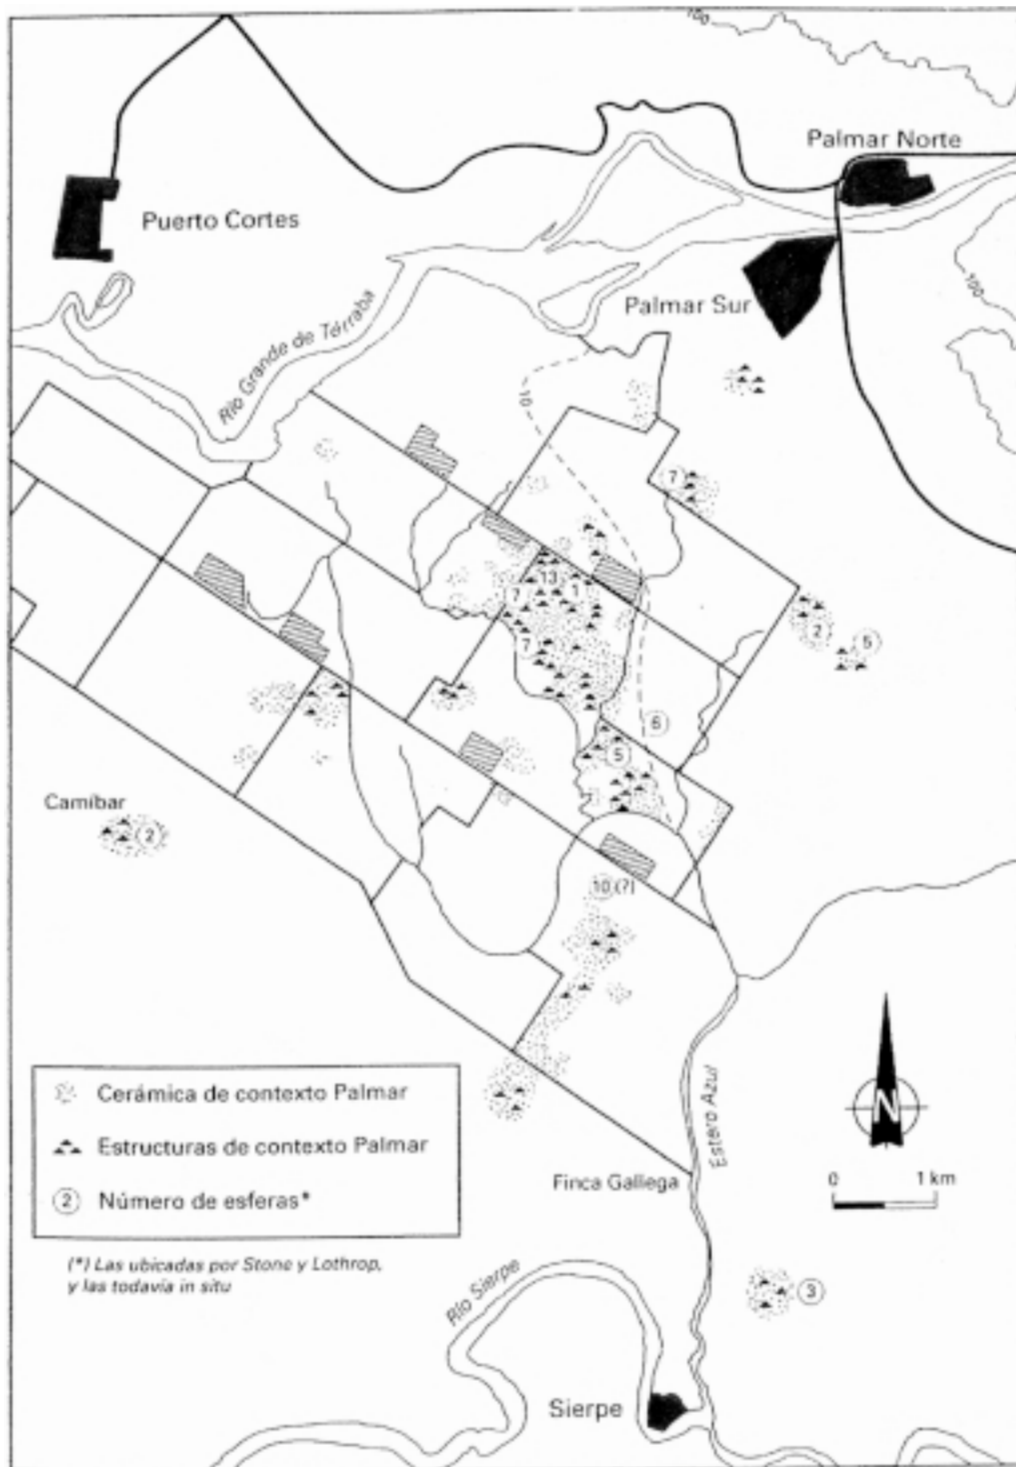 100
Palmar Norte
Puerto Cortes
100
Palmar Sur
Río Grande de Térraba
10
7
13
7
1
7
2
5
6
5
Camíbar
2
10 (?)
N
0 1 km
Cerámica de contexto Palmar
Estructuras de contexto Palmar
2 Número de esferas*
(*) Las ubicadas por Stone y Lothrop,
y las todavía in situ
Estero Azul
Finca Gallega
Río Sierpe
3
Sierpe